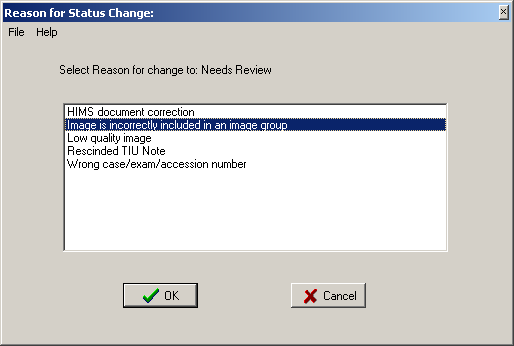 Reason for Status Change:
File Help
Select Reason for change to: Needs Review
HIMS document correction
Image is incorrectly included in an image group
Low quality image
Rescinded TIU Note
Wrong case/exam/accession number
OK Cancel